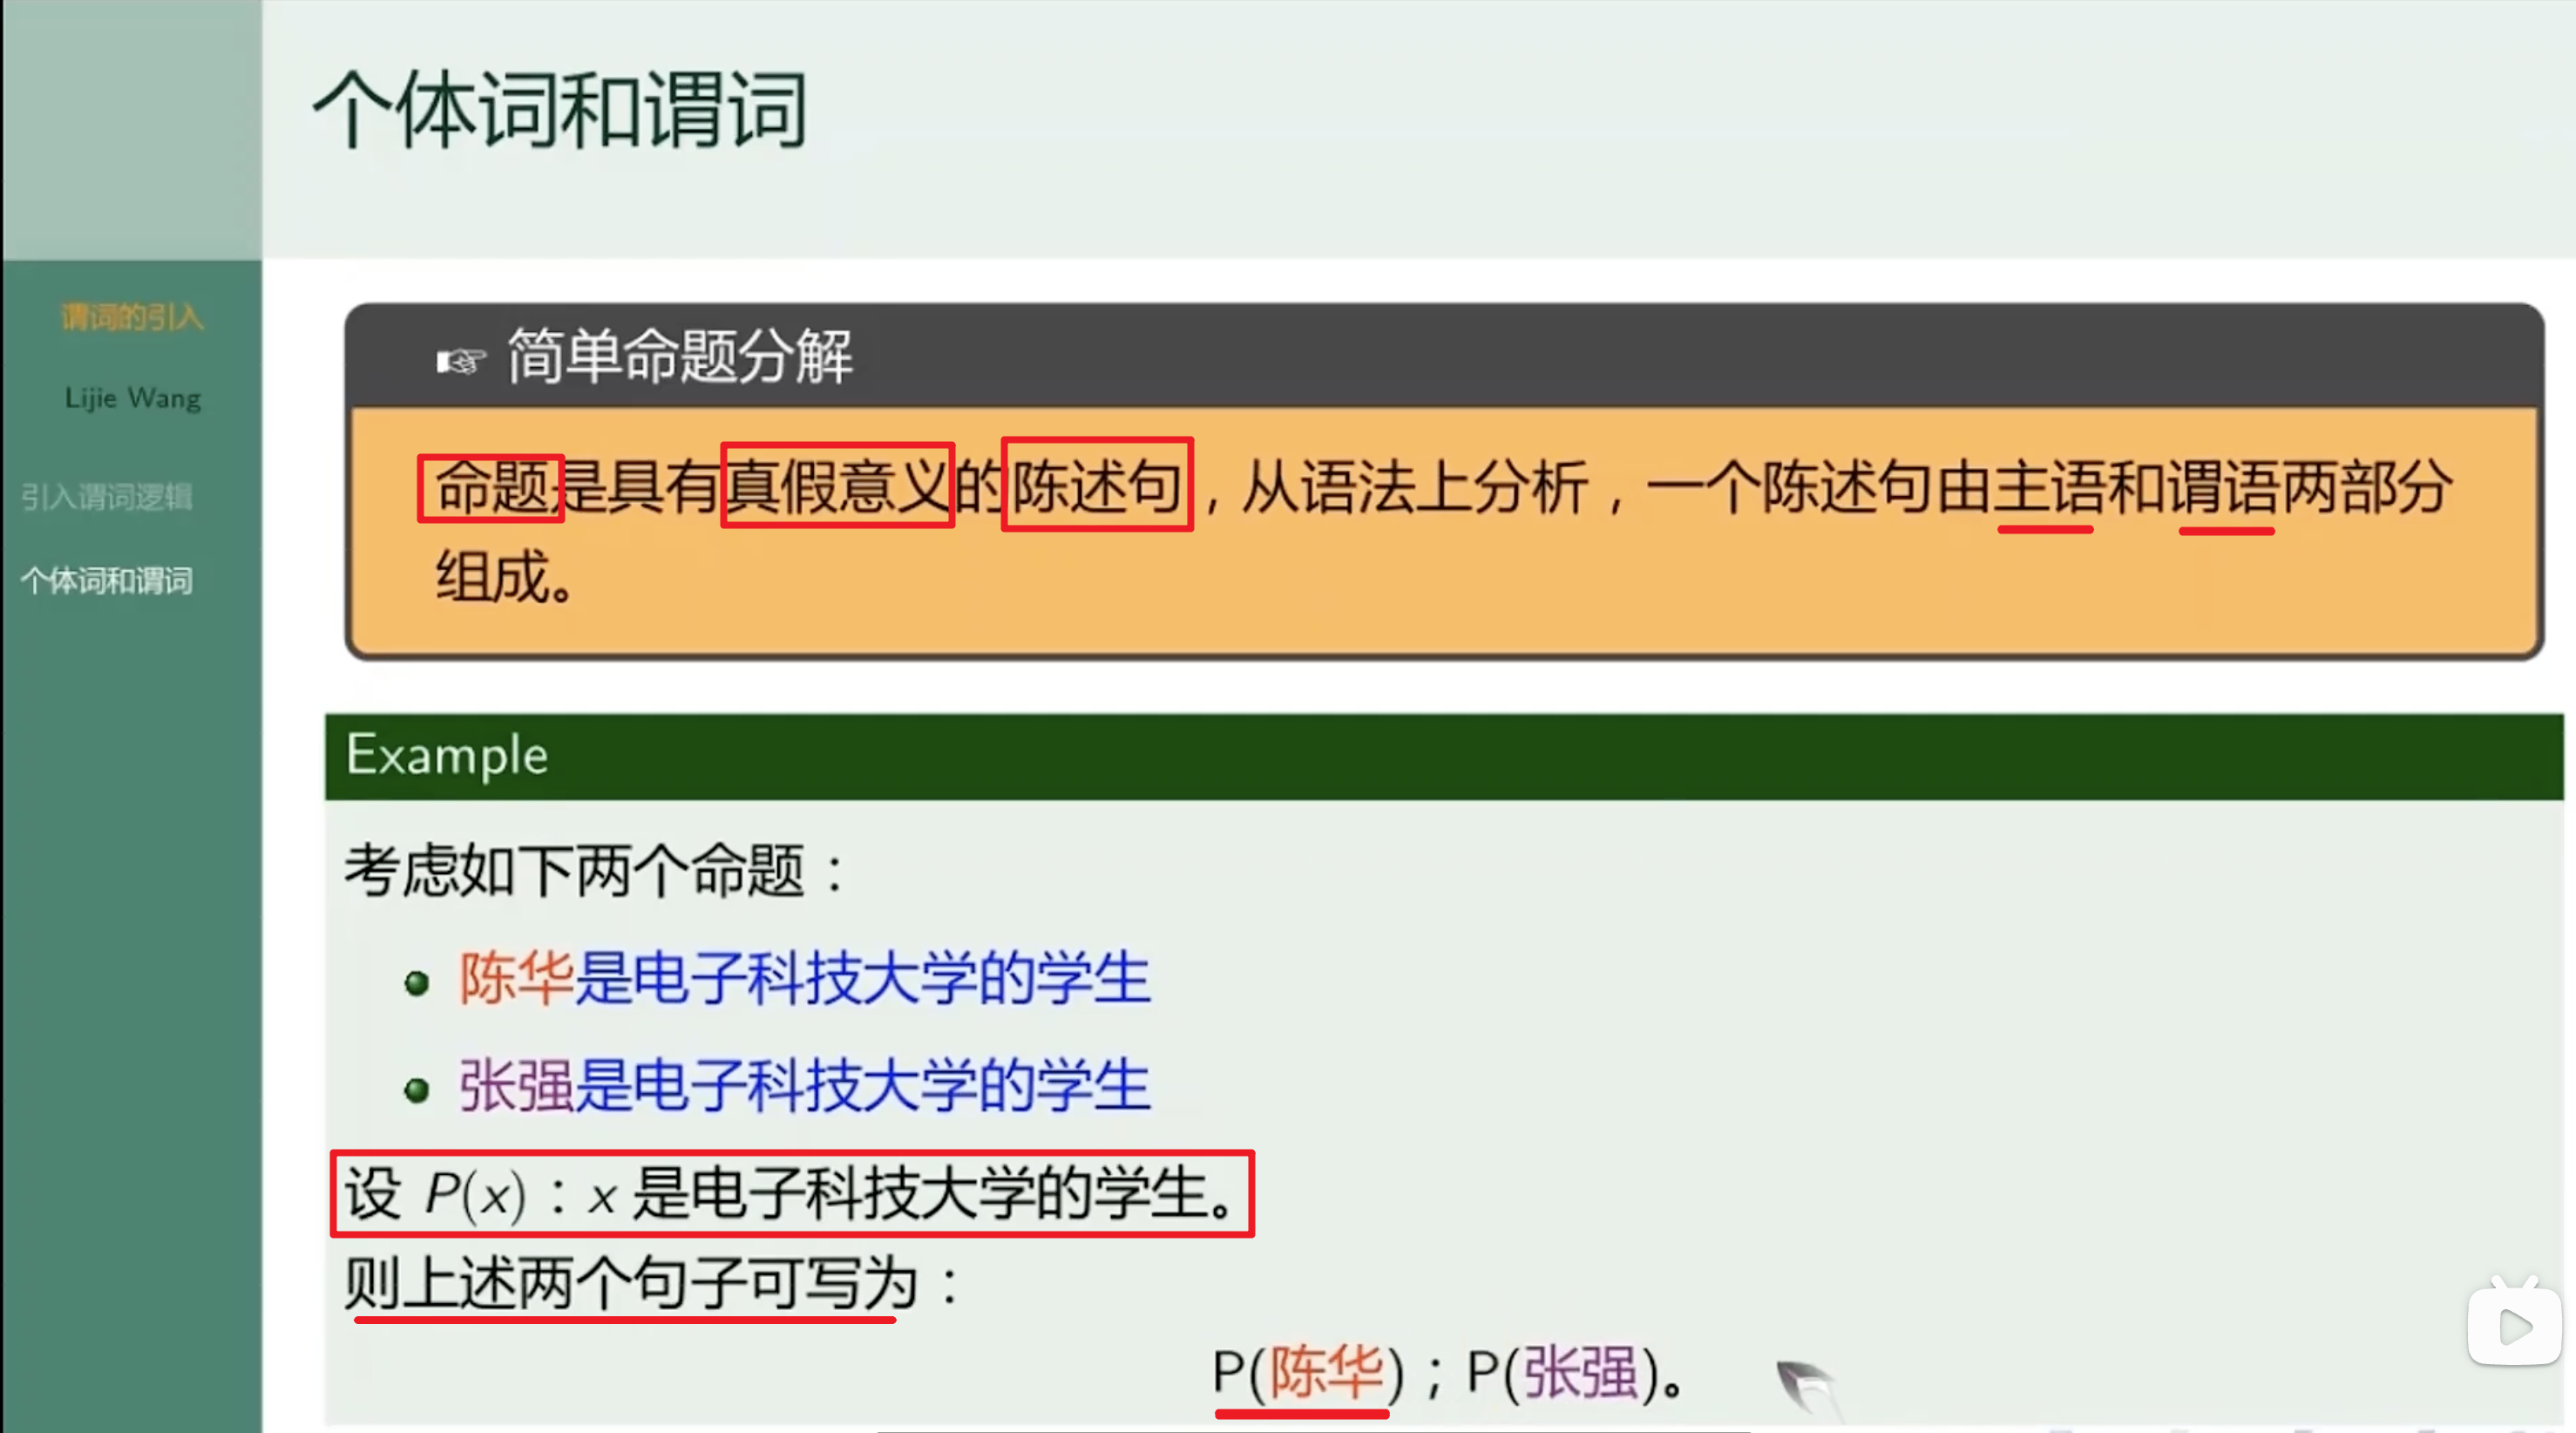 个体词和谓词
谓词的引入
Lijie Wang
引入谓词逻辑
个体词和谓词
☞ 简单命题分解
命题是具有真假意义的陈述句，从语法上分析，一个陈述句由主语和谓语两部分
组成。
Example
考虑如下两个命题：
陈华是电子科技大学的学生
张强是电子科技大学的学生
设 P(x)：x 是电子科技大学的学生。
则上述两个句子可写为：
P(陈华)；P(张强)。